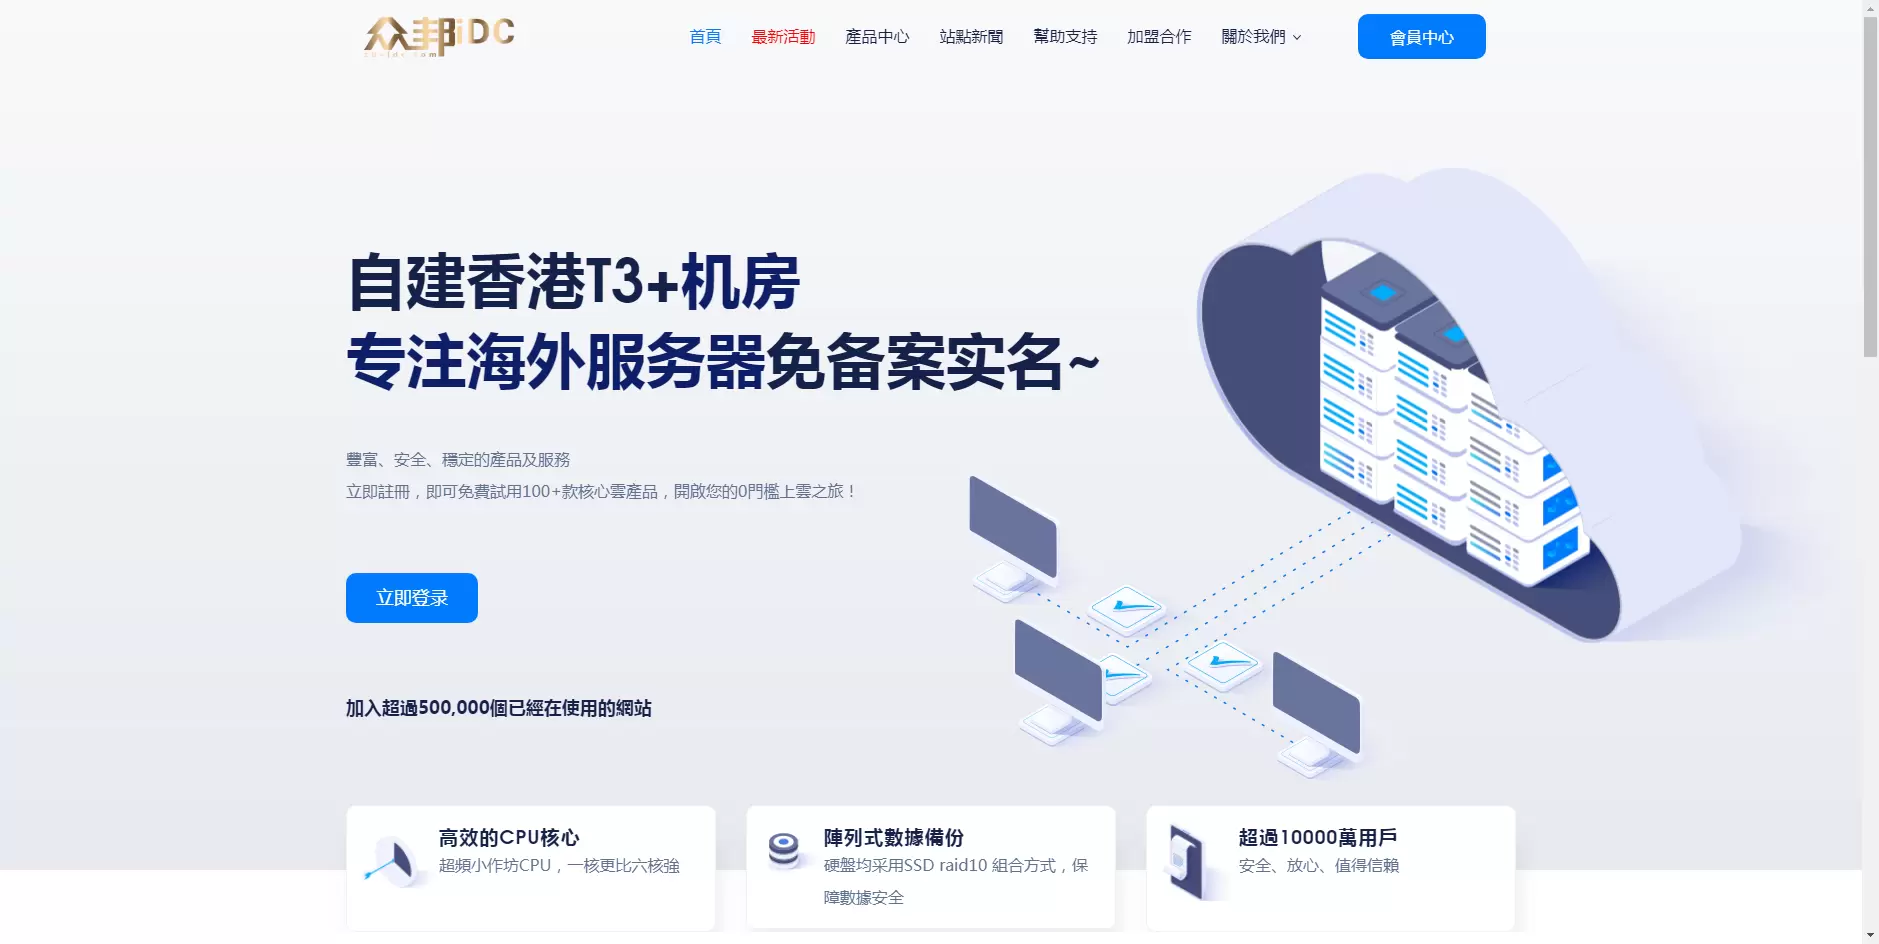 众邦iDC
首頁
最新活動
產品中心
站點新聞
幫助支持
加盟合作
關於我們
會員中心
自建香港T3+机房
专注海外服务器免备案实名~
豐富、安全、穩定的產品及服務
立即註冊，即可免費試用100+款核心雲產品，開啟您的0門檻上雲之旅！
立即登录
加入超過500,000個已經在使用的網站
高效的CPU核心
超頻小作坊CPU，一核更比六核強
陣列式數據備份
硬盤均采用SSD raid10 組合方式，保
障數據安全
超過10000萬用戶
安全、放心、值得信賴